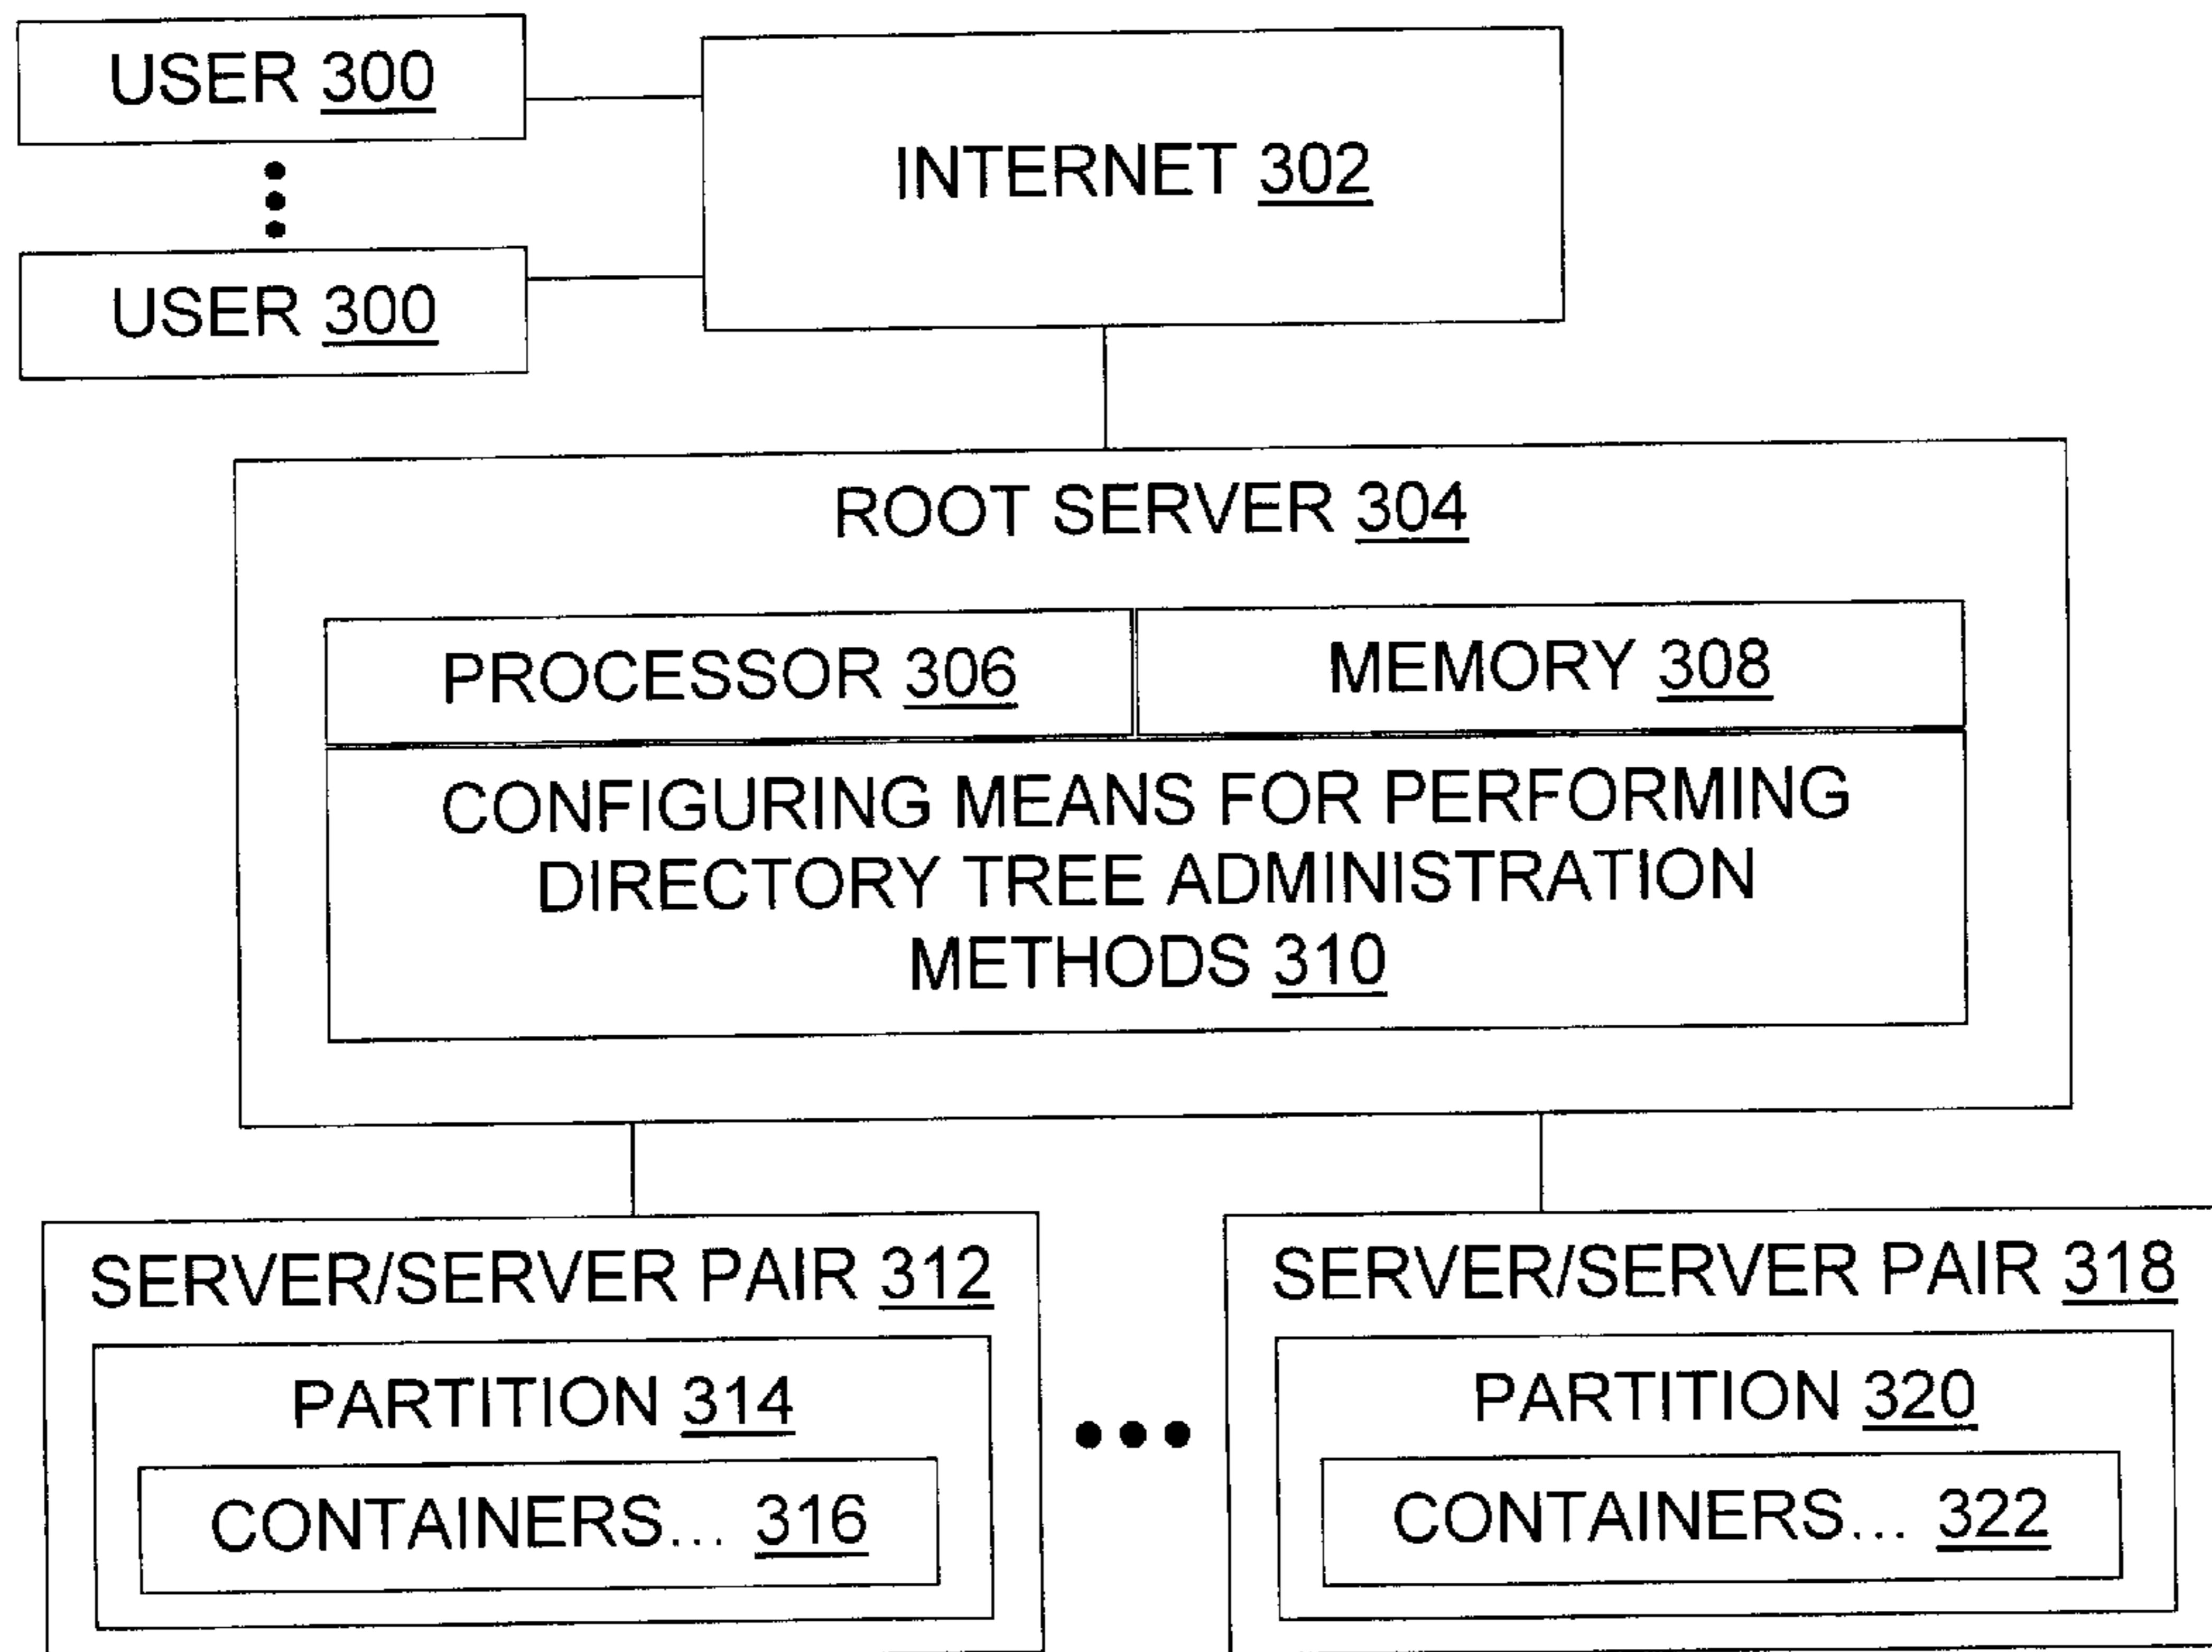 USER 300
INTERNET 302
USER 300
ROOT SERVER 304
PROCESSOR 306
MEMORY 308
CONFIGURING MEANS FOR PERFORMING
DIRECTORY TREE ADMINISTRATION
METHODS 310
SERVER/SERVER PAIR 312
PARTITION 314
CONTAINERS... 316
SERVER/SERVER PAIR 318
PARTITION 320
CONTAINERS... 322